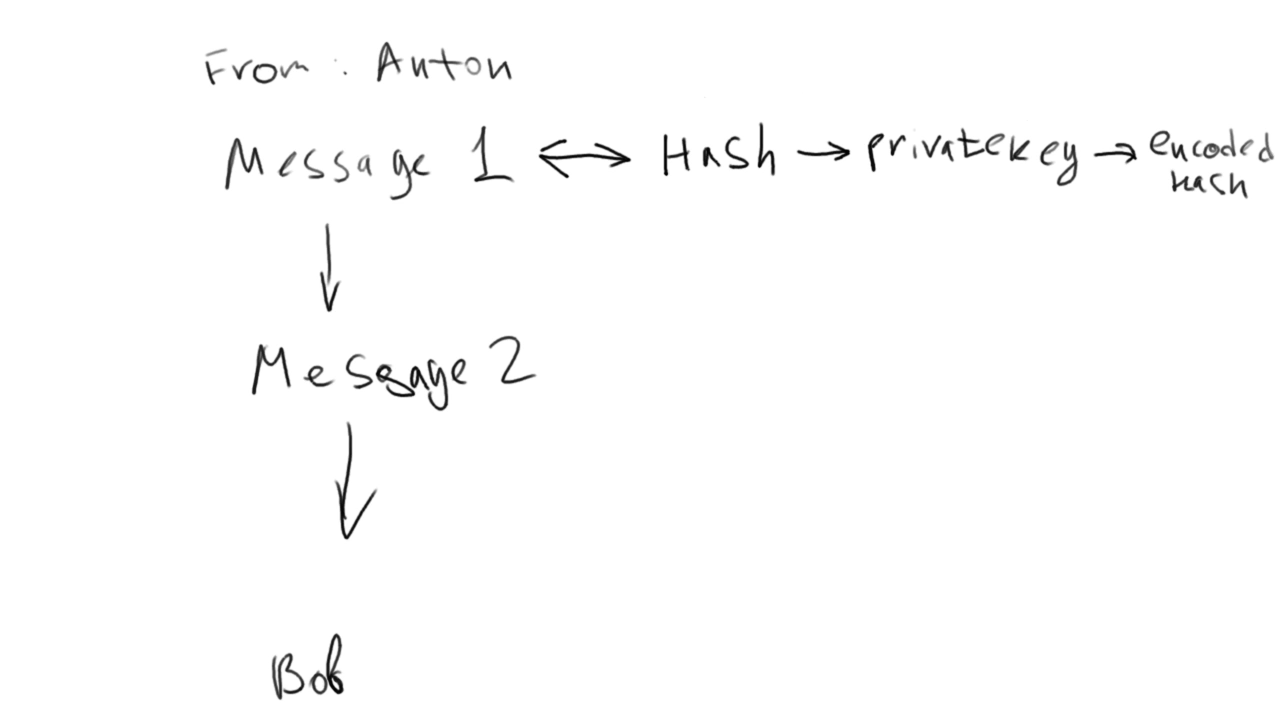 From: Anton
Message 1 ↔ Hash → privatekey → encoded
Hash
↓
Message 2
↓
Bob